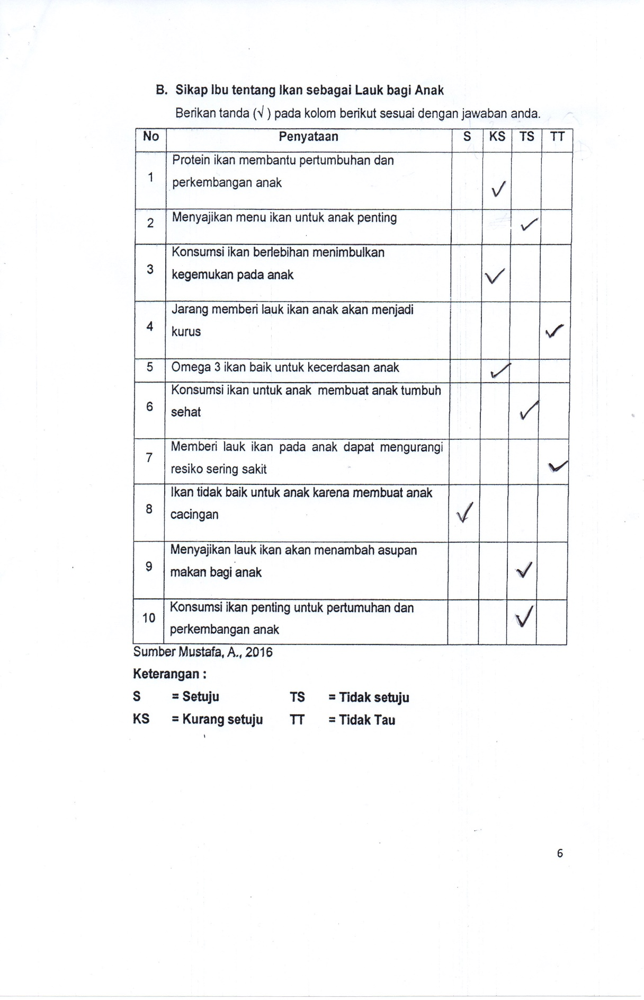 B. Sikap Ibu tentang Ikan sebagai Lauk bagi Anak
Berikan tanda (√ ) pada kolom berikut sesuai dengan jawaban anda.
No Penyataan S KS TS TT
1 Protein ikan membantu pertumbuhan dan
perkembangan anak ✓
2 Menyajikan menu ikan untuk anak penting ✓
3 Konsumsi ikan berlebihan menimbulkan
kegemukan pada anak ✓
4 Jarang memberi lauk ikan anak akan menjadi
kurus ✓
5 Omega 3 ikan baik untuk kecerdasan anak ✓
6 Konsumsi ikan untuk anak membuat anak tumbuh
sehat ✓
7 Memberi lauk ikan pada anak dapat mengurangi
resiko sering sakit ✓
8 Ikan tidak baik untuk anak karena membuat anak
cacingan ✓
9 Menyajikan lauk ikan akan menambah asupan
makan bagi anak ✓
10 Konsumsi ikan penting untuk pertumuhan dan
perkembangan anak ✓
Sumber Mustafa, A., 2016
Keterangan :
S = Setuju TS = Tidak setuju
KS = Kurang setuju TT = Tidak Tau
6